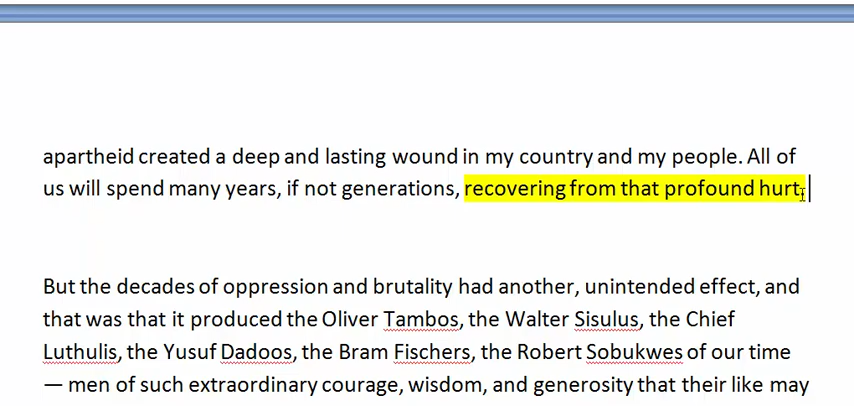 apartheid created a deep and lasting wound in my country and my people. All of
us will spend many years, if not generations, recovering from that profound hurt.
But the decades of oppression and brutality had another, unintended effect, and
that was that it produced the Oliver Tambos, the Walter Sisulus, the Chief
Luthulis, the Yusuf Dadoos, the Bram Fischers, the Robert Sobukwes of our time
— men of such extraordinary courage, wisdom, and generosity that their like may